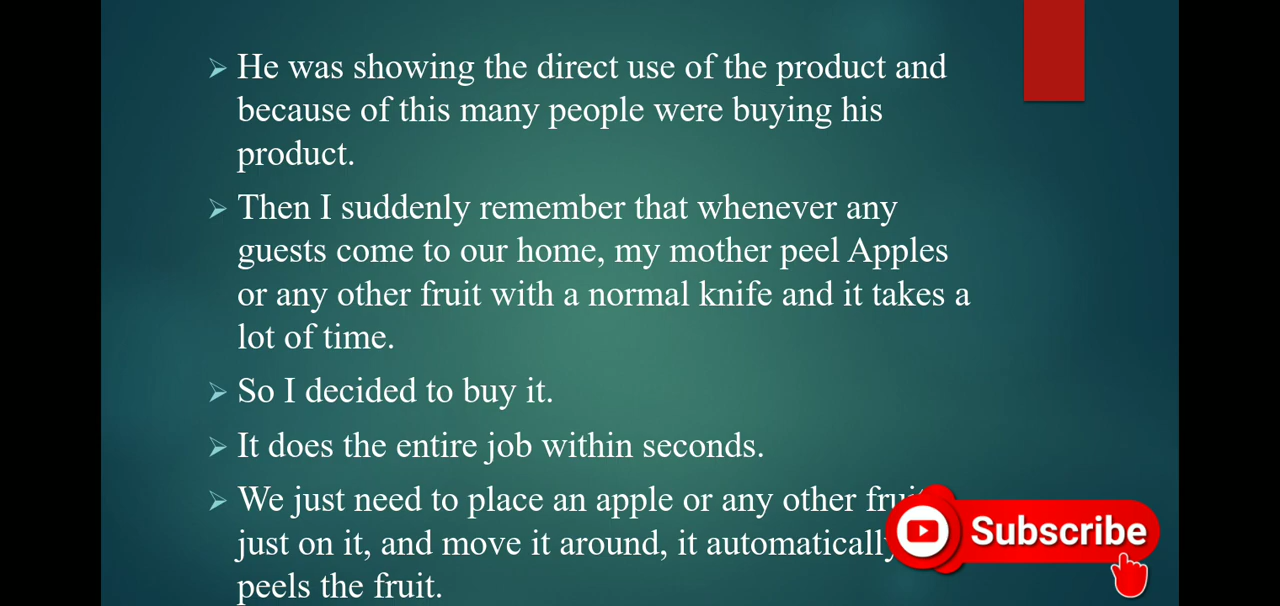 He was showing the direct use of the product and
because of this many people were buying his
product.
Then I suddenly remember that whenever any
guests come to our home, my mother peel Apples
or any other fruit with a normal knife and it takes a
lot of time.
So I decided to buy it.
It does the entire job within seconds.
We just need to place an apple or any other fruit
just on it, and move it around, it automatically
peels the fruit.
Subscribe